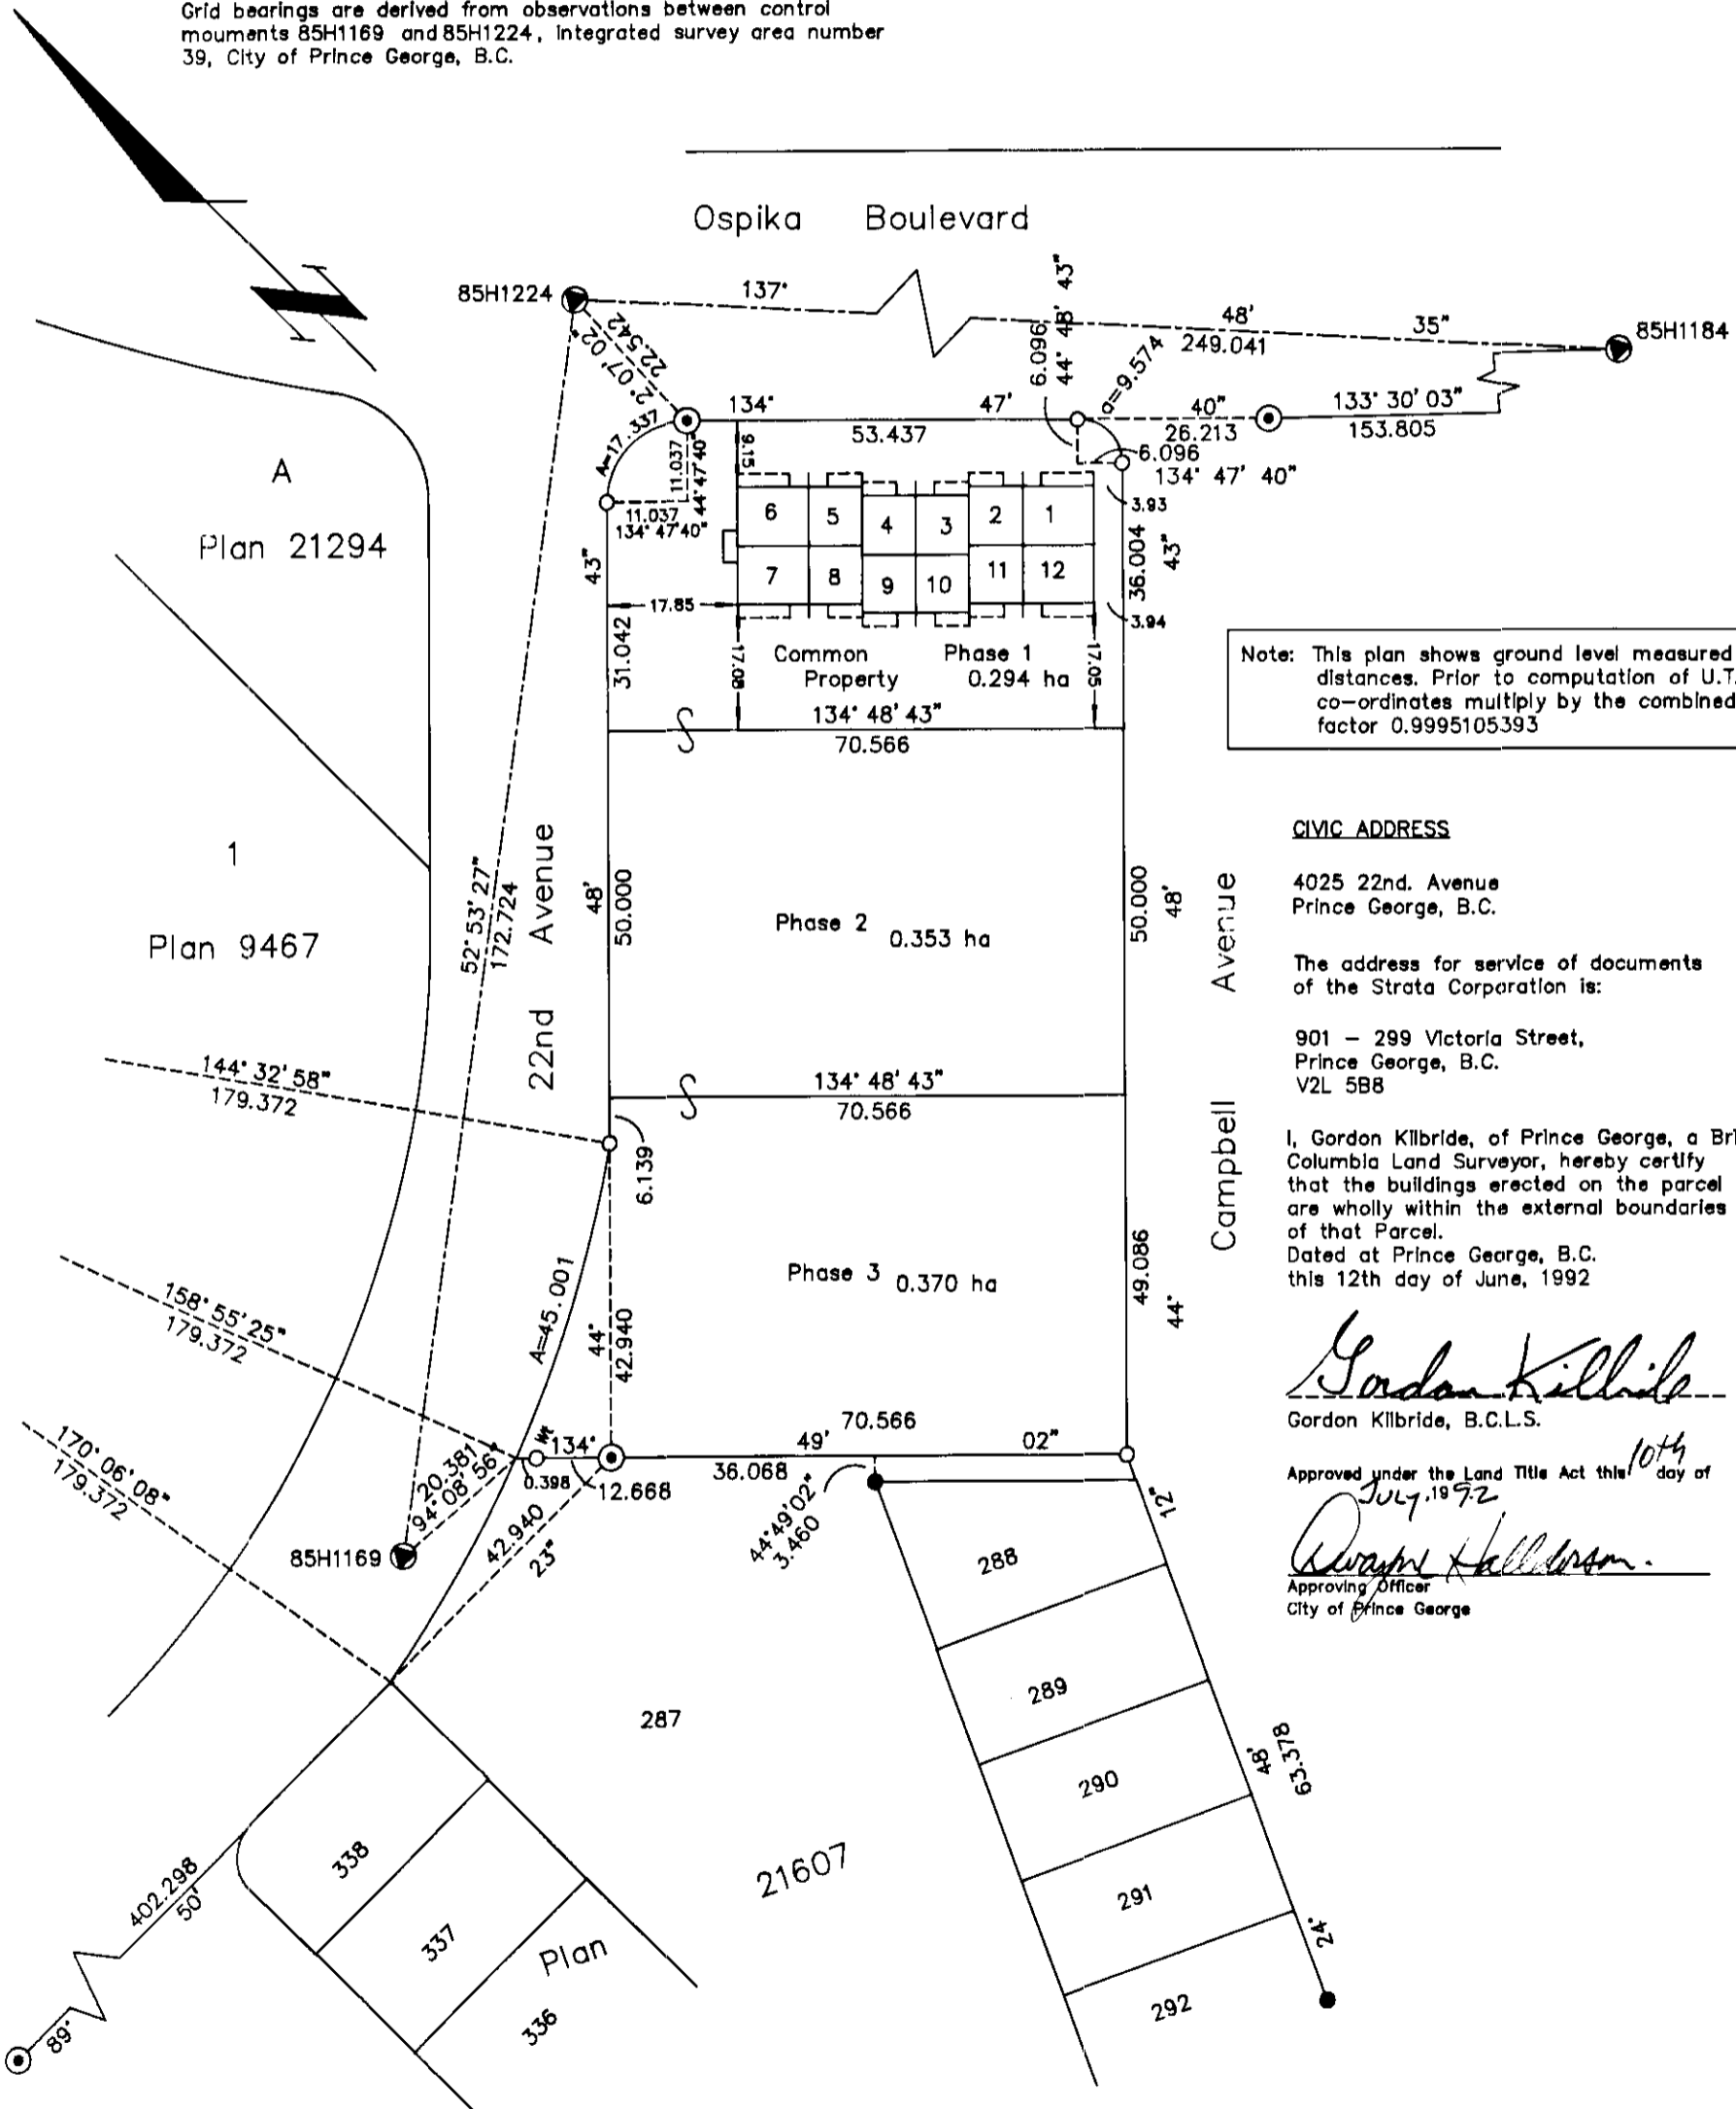 Grid bearings are derived from observations between control
mouments 85H1169 and 85H1224, Integrated survey area number
39, City of Prince George, B.C.
Ospika Boulevard
85H1224
137°
48'
35"
249.041
85H1184
22.542
2° 07' 02"
6.096
44° 48' 43"
a=9.574
134°
47'
40"
53.437
26.213
133° 30' 03"
153.805
A=17.337
11.037
44°47'40"
9.15
6.096
134° 47' 40"
11.037
134°47'40"
3.93
A
Plan 21294
6
5
4
3
2
1
7
8
9
10
11
12
43"
36.004
43"
17.85
3.94
31.042
17.08
Common Phase 1
Property 0.294 ha
17.05
134° 48' 43"
70.566
Note: This plan shows ground level measured
distances. Prior to computation of U.T.
co-ordinates multiply by the combined
factor 0.9995105393
1
Plan 9467
52° 53' 27"
172.724
22nd Avenue
48'
50.000
Phase 2 0.353 ha
50.000
48'
Campbell Avenue
CIVIC ADDRESS
4025 22nd. Avenue
Prince George, B.C.
The address for service of documents
of the Strata Corporation is:
901 - 299 Victoria Street,
Prince George, B.C.
V2L 5B8
144° 32' 58"
179.372
134° 48' 43"
70.566
6.139
I, Gordon Kilbride, of Prince George, a Bri
Columbia Land Surveyor, hereby certify
that the buildings erected on the parcel
are wholly within the external boundaries
of that Parcel.
Dated at Prince George, B.C.
this 12th day of June, 1992
158° 55' 25"
179.372
A=45.001
44°
42.940
Phase 3 0.370 ha
49.086
44°
Gordon Kilbride
Gordon Kilbride, B.C.L.S.
170° 06' 08"
179.372
20.381
94° 08' 56"
Wt
134°
0.398
12.668
70.566
49'
02"
36.068
44°49'02"
3.460
12"
Approved under the Land Title Act this 10th day of
July, 1992
85H1169
42.940
23"
Approving Officer
City of Prince George
288
289
290
291
292
48'
63.378
24°
287
21607
338
337
336
Plan
402.298
50'
89°